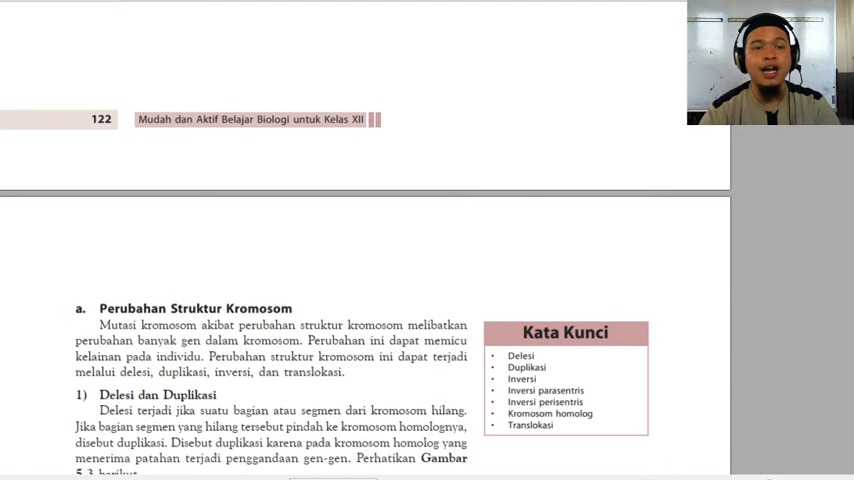 122
Mudah dan Aktif Belajar Biologi untuk Kelas XII
a. Perubahan Struktur Kromosom
Mutasi kromosom akibat perubahan struktur kromosom melibatkan
perubahan banyak gen dalam kromosom. Perubahan ini dapat memicu
kelainan pada individu. Perubahan struktur kromosom ini dapat terjadi
melalui delesi, duplikasi, inversi, dan translokasi.
1) Delesi dan Duplikasi
Delesi terjadi jika suatu bagian atau segmen dari kromosom hilang.
Jika bagian segmen yang hilang tersebut pindah ke kromosom homolognya,
disebut duplikasi. Disebut duplikasi karena pada kromosom homolog yang
menerima patahan terjadi penggandaan gen-gen. Perhatikan Gambar
5.3 berikut.
Kata Kunci
• Delesi
• Duplikasi
• Inversi
• Inversi parasentris
• Inversi perisentris
• Kromosom homolog
• Translokasi